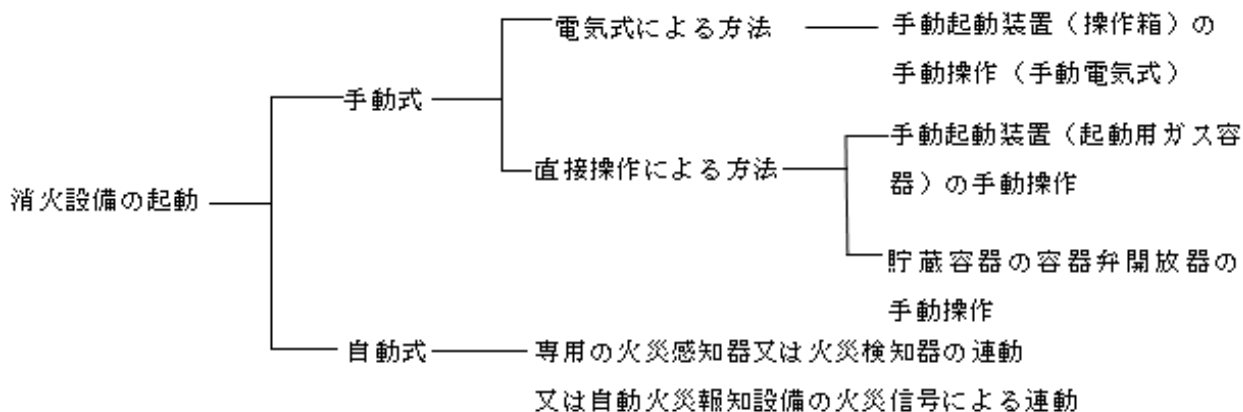 消火設備の起動
手動式
電気式による方法
手動起動装置（操作箱）の
手動操作（手動電気式）
直接操作による方法
手動起動装置（起動用ガス容
器）の手動操作
貯蔵容器の容器弁開放器の
手動操作
自動式
専用の火災感知器又は火災検知器の連動
又は自動火災報知設備の火災信号による連動